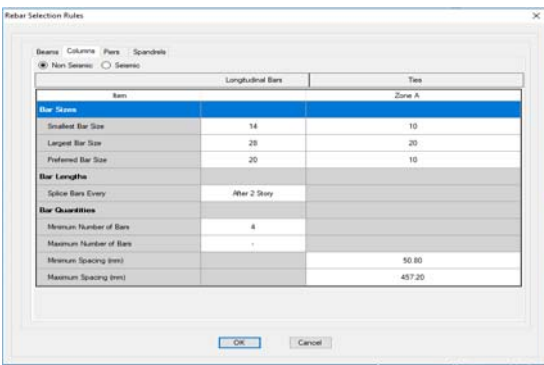 Rebar Selection Rules
Beams Columns Piers Spandrels
Non Seismic Seismic
Longitudinal Bars Ties
Item Zone A
Bar Sizes
Smallest Bar Size 14 10
Largest Bar Size 28 20
Preferred Bar Size 20 10
Bar Lengths
Splice Bars Every After 2 Story
Bar Quantities
Minimum Number of Bars 4
Maximum Number of Bars -
Minimum Spacing (mm) 50.80
Maximum Spacing (mm) 457.20
OK Cancel